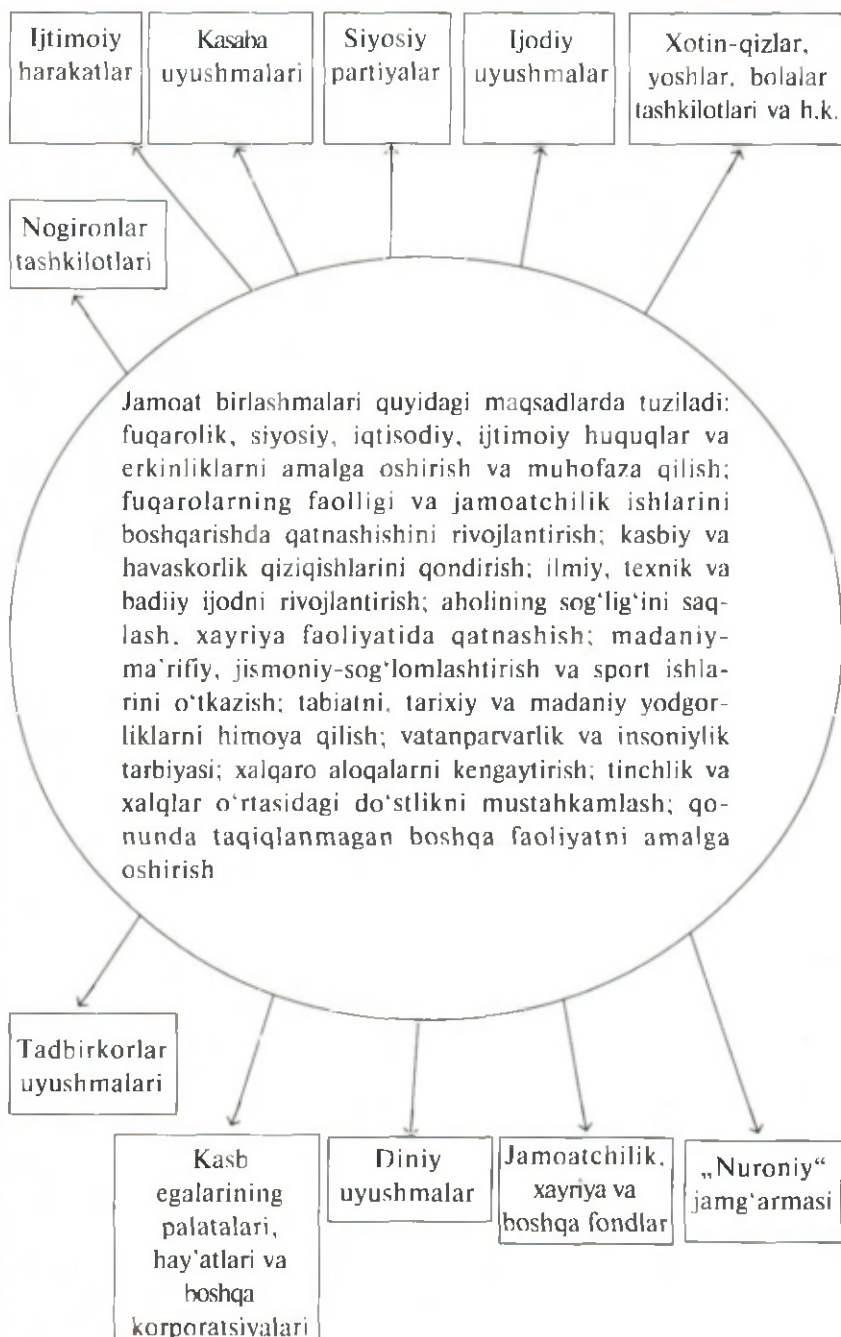 Ijtimoiy
harakatlar
Kasaba
uyushmalari
Siyosiy
partiyalar
Ijodiy
uyushmalar
Xotin-qizlar,
yoshlar, bolalar
tashkilotlari va h.k.
Nogironlar
tashkilotlari
Jamoat birlashmalari quyidagi maqsadlarda tuziladi:
fuqarolik, siyosiy, iqtisodiy, ijtimoiy huquqlar va
erkinliklarni amalga oshirish va muhofaza qilish;
fuqarolarning faolligi va jamoatchilik ishlarini
boshqarishda qatnashishini rivojlantirish; kasbiy va
havaskorlik qiziqishlarini qondirish; ilmiy, texnik va
badiiy ijodni rivojlantirish; aholining sog‘lig‘ini saq-
lash, xayriya faoliyatida qatnashish; madaniy-
ma'rifiy, jismoniy-sog‘lomlashtirish va sport ishla-
rini o‘tkazish; tabiatni, tarixiy va madaniy yodgor-
liklarni himoya qilish; vatanparvarlik va insoniylik
tarbiyasi; xalqaro aloqalarni kengaytirish; tinchlik va
xalqlar o‘rtasidagi do‘stlikni mustahkamlash; qo-
nunda taqiqlanmagan boshqa faoliyatni amalga
oshirish
Tadbirkorlar
uyushmalari
Kasb
egalarining
palatalari,
hay'atlari va
boshqa
korporatsiyalari
Diniy
uyushmalar
Jamoatchilik,
xayriya va
boshqa fondlar
„Nuroniy“
jamg‘armasi